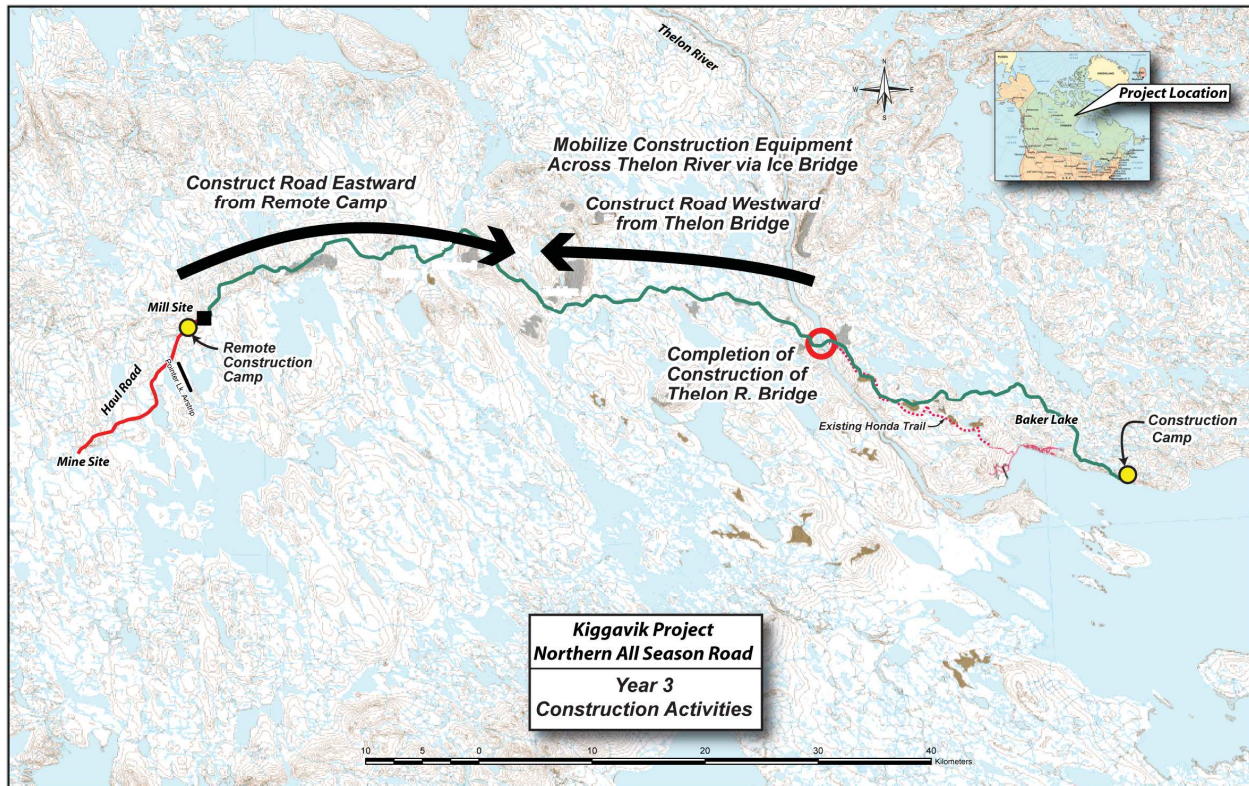 Thelon River
N
W
E
S
Project Location
Mobilize Construction Equipment
Across Thelon River via Ice Bridge
Construct Road Eastward
from Remote Camp
Construct Road Westward
from Thelon Bridge
Mill Site
Remote
Construction
Camp
Pointer Lk. Airstrip
Haul Road
Mine Site
Completion of
Construction of
Thelon R. Bridge
Existing Honda Trail
Baker Lake
Construction
Camp
Kiggavik Project
Northern All Season Road
Year 3
Construction Activities
10 5 0 10 20 30 40
Kilometers